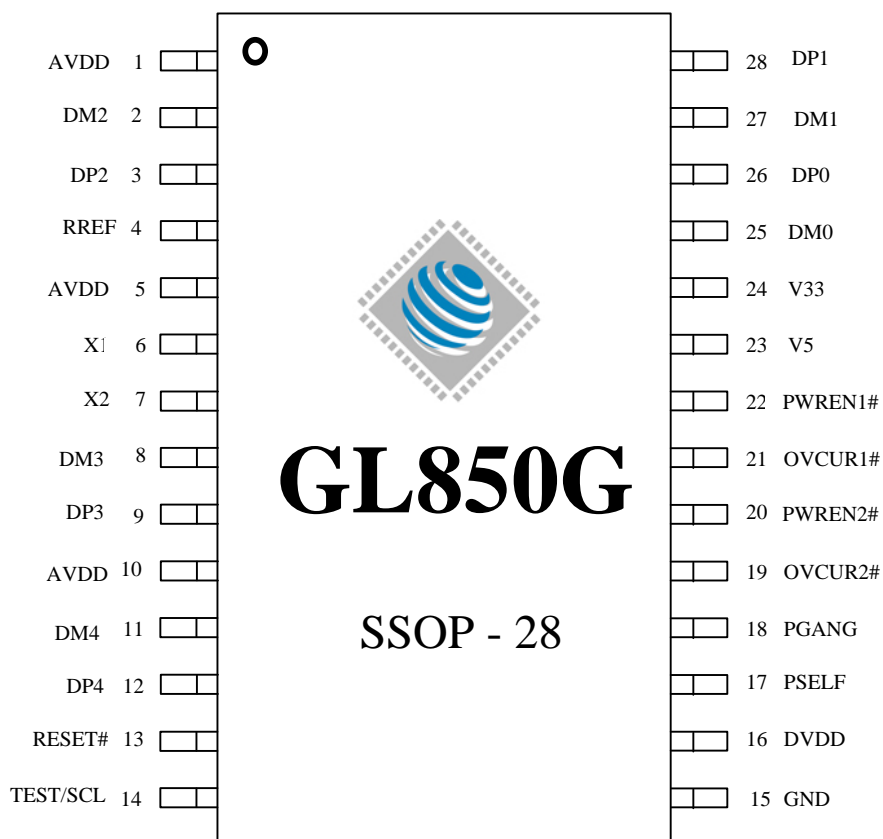 AVDD 1
DM2 2
DP2 3
RREF 4
AVDD 5
X1 6
X2 7
DM3 8
DP3 9
AVDD 10
DM4 11
DP4 12
RESET# 13
TEST/SCL 14
GL850G
SSOP - 28
28 DP1
27 DM1
26 DP0
25 DM0
24 V33
23 V5
22 PWREN1#
21 OVCUR1#
20 PWREN2#
19 OVCUR2#
18 PGANG
17 PSELF
16 DVDD
15 GND